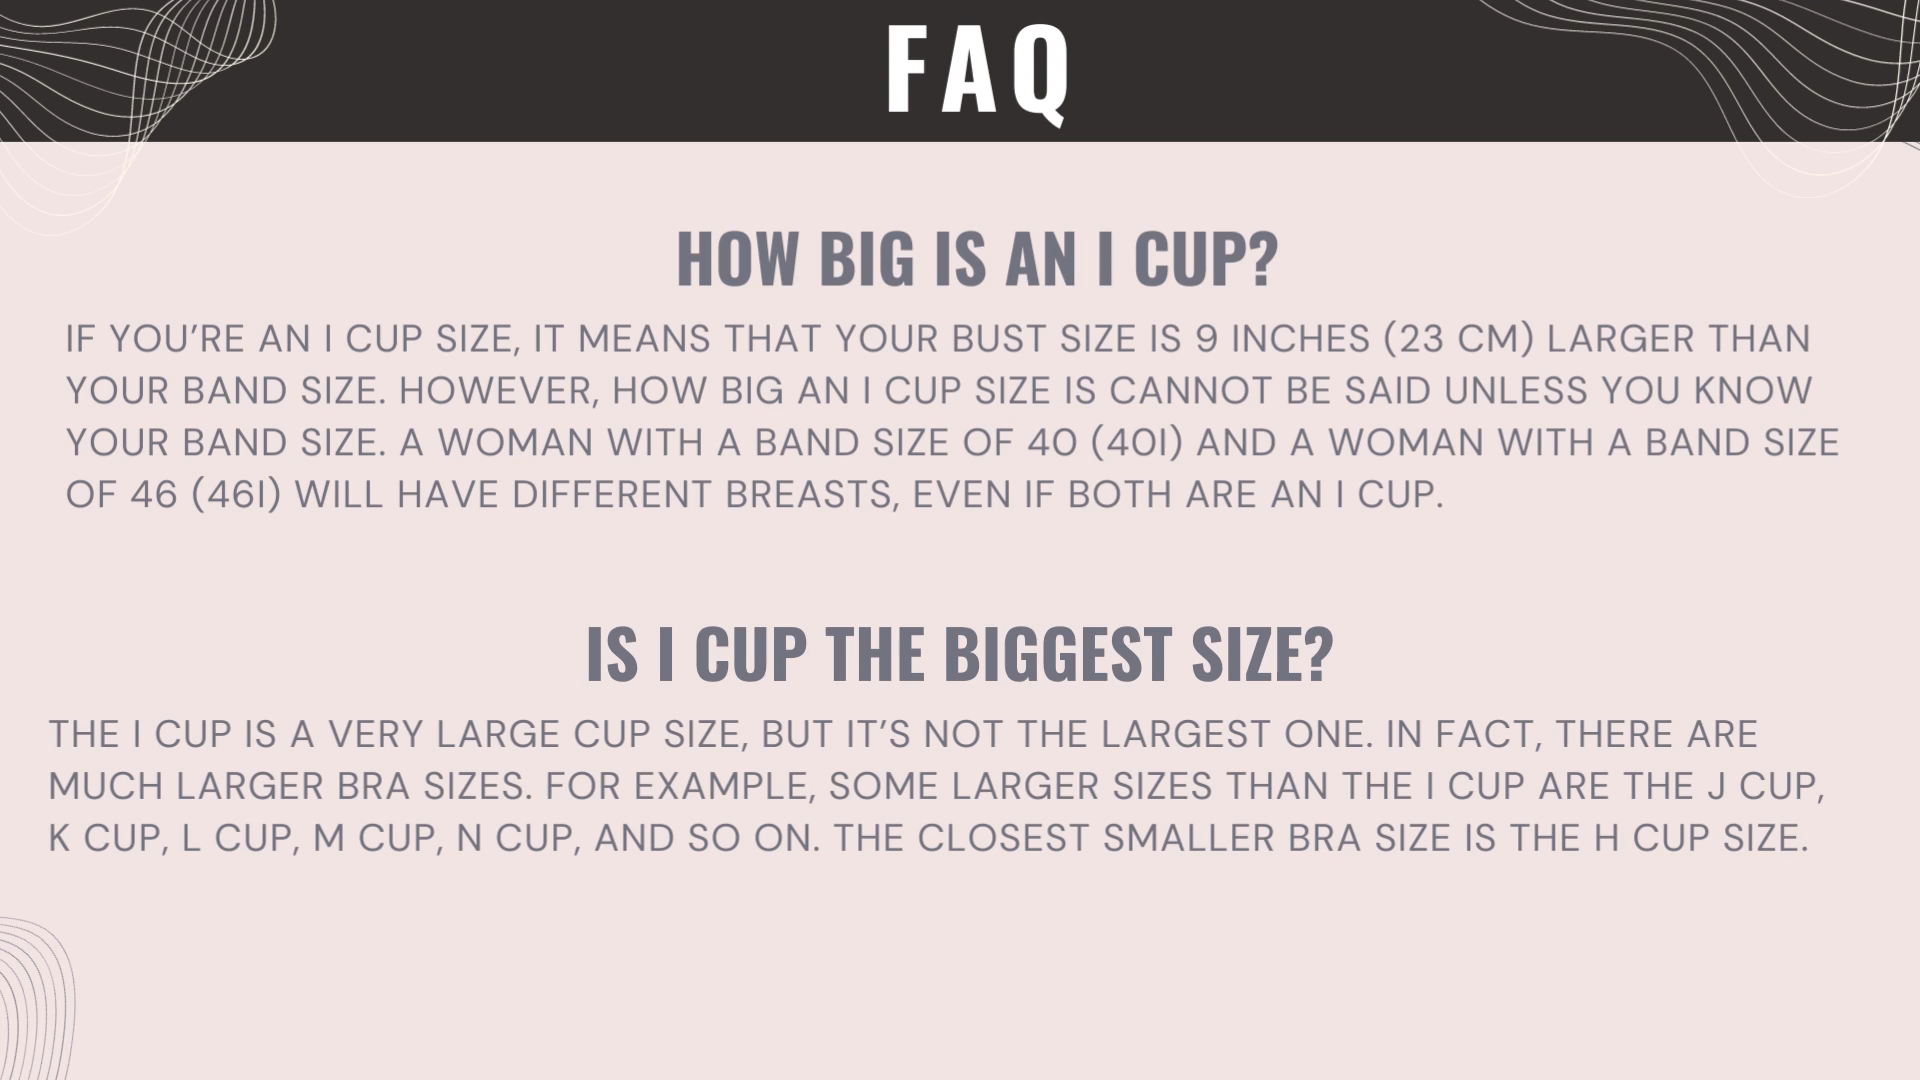 FAQ
HOW BIG IS AN I CUP?
IF YOU’RE AN I CUP SIZE, IT MEANS THAT YOUR BUST SIZE IS 9 INCHES (23 CM) LARGER THAN
YOUR BAND SIZE. HOWEVER, HOW BIG AN I CUP SIZE IS CANNOT BE SAID UNLESS YOU KNOW
YOUR BAND SIZE. A WOMAN WITH A BAND SIZE OF 40 (40I) AND A WOMAN WITH A BAND SIZE
OF 46 (46I) WILL HAVE DIFFERENT BREASTS, EVEN IF BOTH ARE AN I CUP.
IS I CUP THE BIGGEST SIZE?
THE I CUP IS A VERY LARGE CUP SIZE, BUT IT’S NOT THE LARGEST ONE. IN FACT, THERE ARE
MUCH LARGER BRA SIZES. FOR EXAMPLE, SOME LARGER SIZES THAN THE I CUP ARE THE J CUP,
K CUP, L CUP, M CUP, N CUP, AND SO ON. THE CLOSEST SMALLER BRA SIZE IS THE H CUP SIZE.